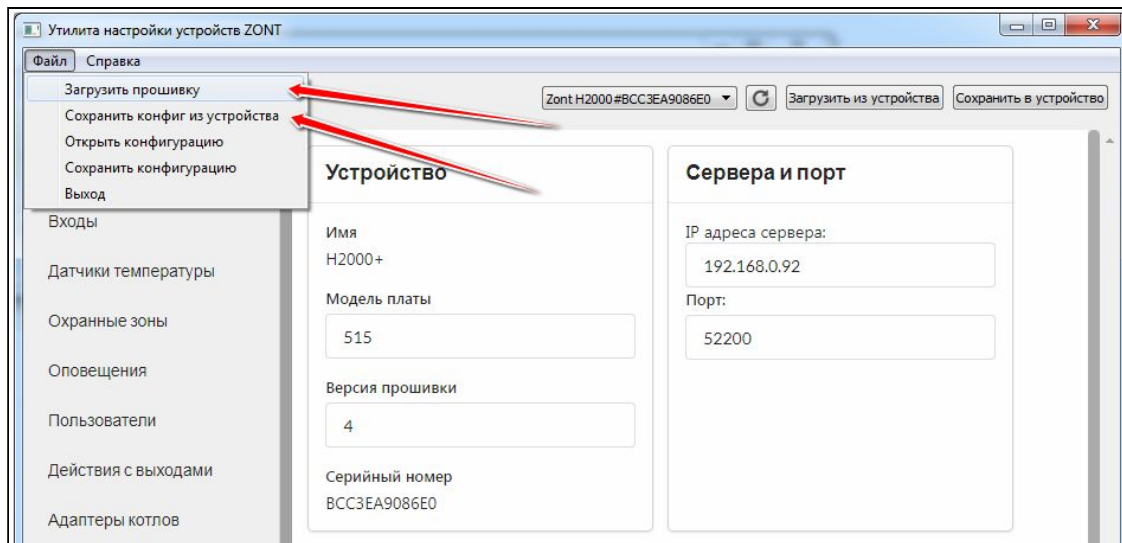 Утилита настройки устройств ZONT
Файл Справка
Загрузить прошивку
Сохранить конфиг из устройства
Открыть конфигурацию
Сохранить конфигурацию
Выход
Zont H2000#BCC3EA9086E0
Загрузить из устройства
Сохранить в устройство
Входы
Датчики температуры
Охранные зоны
Оповещения
Пользователи
Действия с выходами
Адаптеры котлов
Устройство
Имя
H2000+
Модель платы
515
Версия прошивки
4
Серийный номер
BCC3EA9086E0
Сервера и порт
IP адреса сервера:
192.168.0.92
Порт:
52200